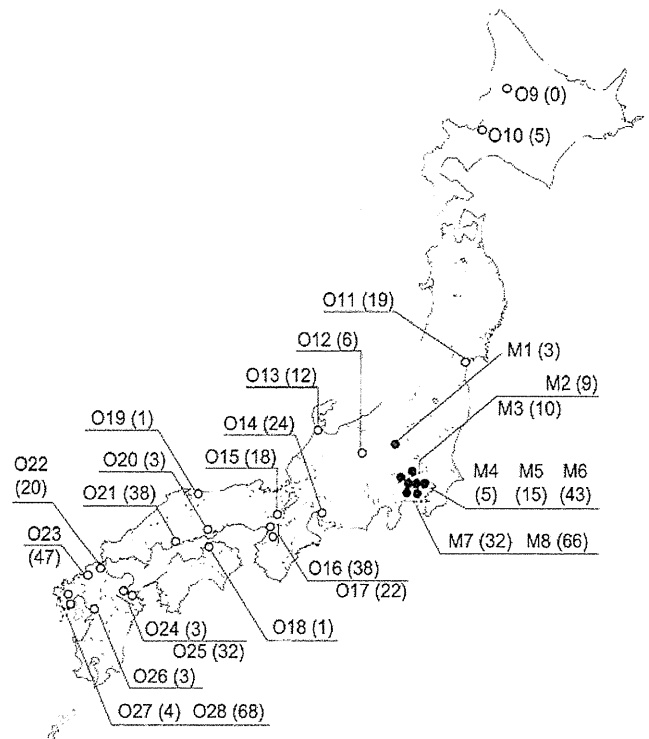 O9 (0)
O10 (5)
O11 (19)
O12 (6)
M1 (3)
O13 (12)
M2 (9)
M3 (10)
O19 (1)
O14 (24)
O20 (3)
O15 (18)
O22
(20)
O21 (38)
M4 M5 M6
(5) (15) (43)
O23
(47)
M7 (32) M8 (66)
O16 (38)
O17 (22)
O24 (3)
O25 (32)
O18 (1)
O26 (3)
O27 (4) O28 (68)